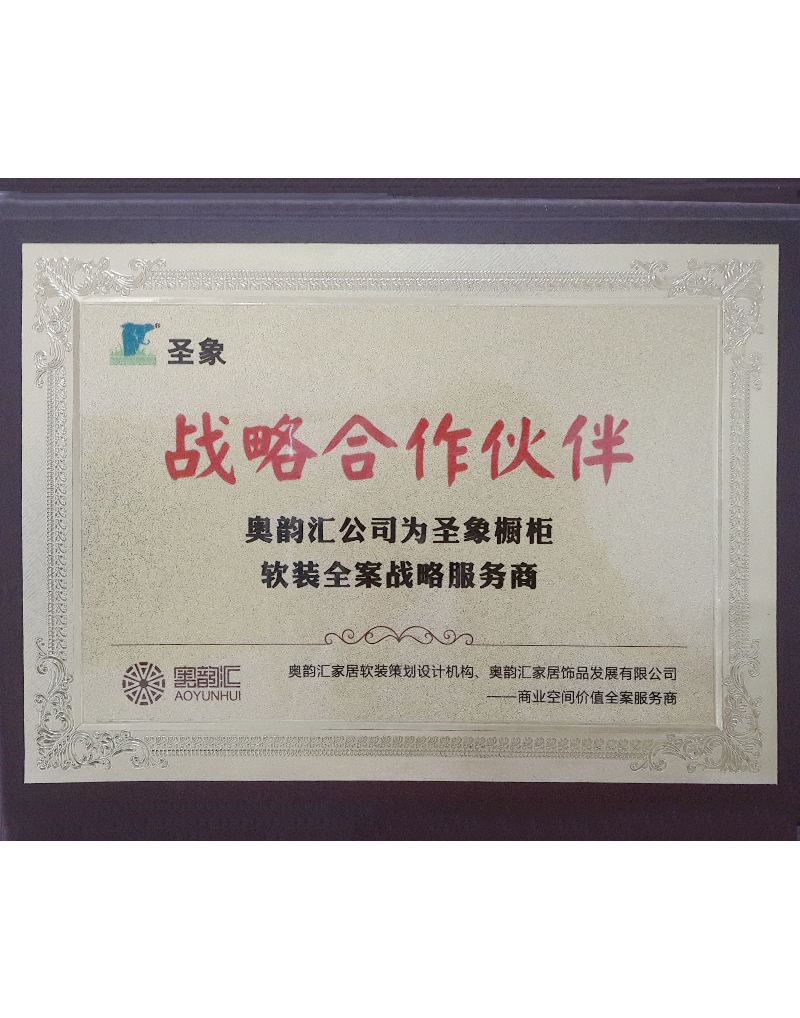 圣象
战略合作伙伴
奥韵汇公司为圣象橱柜
软装全案战略服务商
奥韵汇
AOYUNHUI
奥韵汇家居软装策划设计机构、奥韵汇家居饰品发展有限公司
——商业空间价值全案服务商